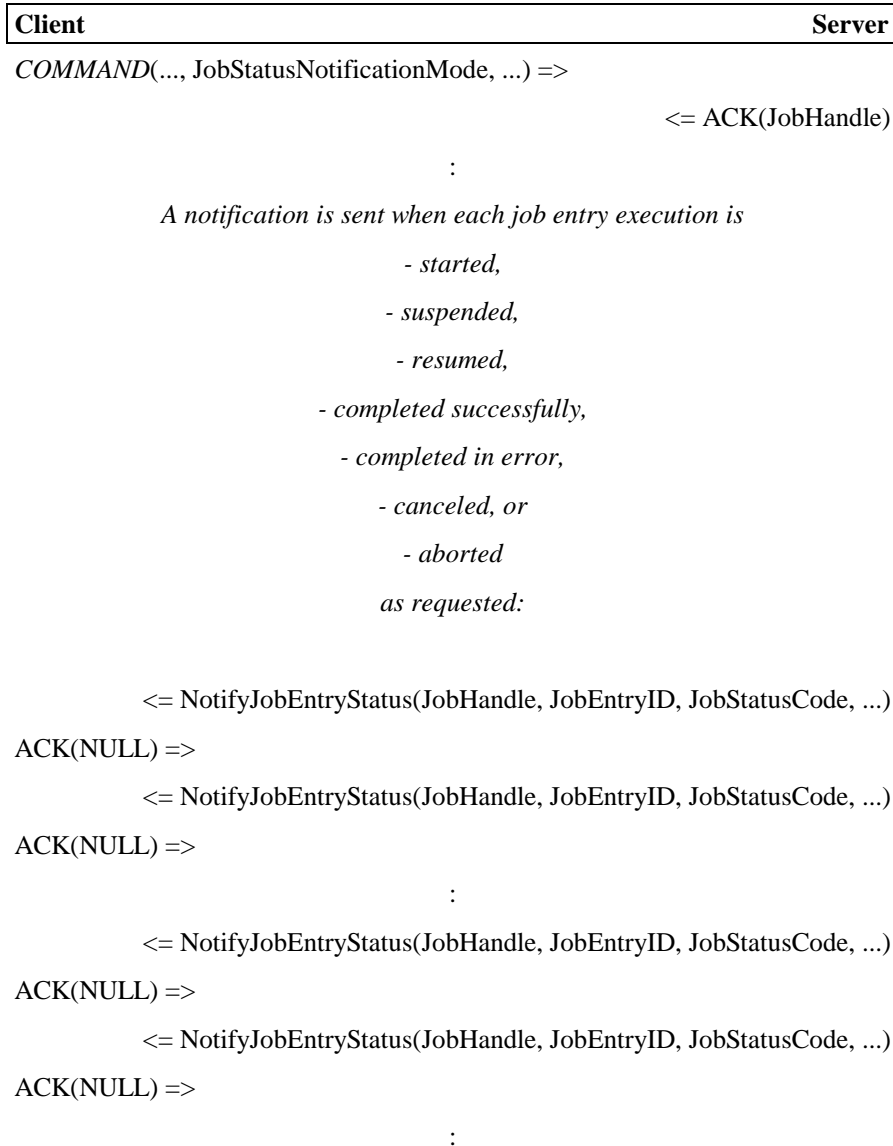 Client Server
COMMAND(..., JobStatusNotificationMode, ...) =>
<= ACK(JobHandle)
:
A notification is sent when each job entry execution is
- started,
- suspended,
- resumed,
- completed successfully,
- completed in error,
- canceled, or
- aborted
as requested:
<= NotifyJobEntryStatus(JobHandle, JobEntryID, JobStatusCode, ...)
ACK(NULL) =>
<= NotifyJobEntryStatus(JobHandle, JobEntryID, JobStatusCode, ...)
ACK(NULL) =>
:
<= NotifyJobEntryStatus(JobHandle, JobEntryID, JobStatusCode, ...)
ACK(NULL) =>
<= NotifyJobEntryStatus(JobHandle, JobEntryID, JobStatusCode, ...)
ACK(NULL) =>
: